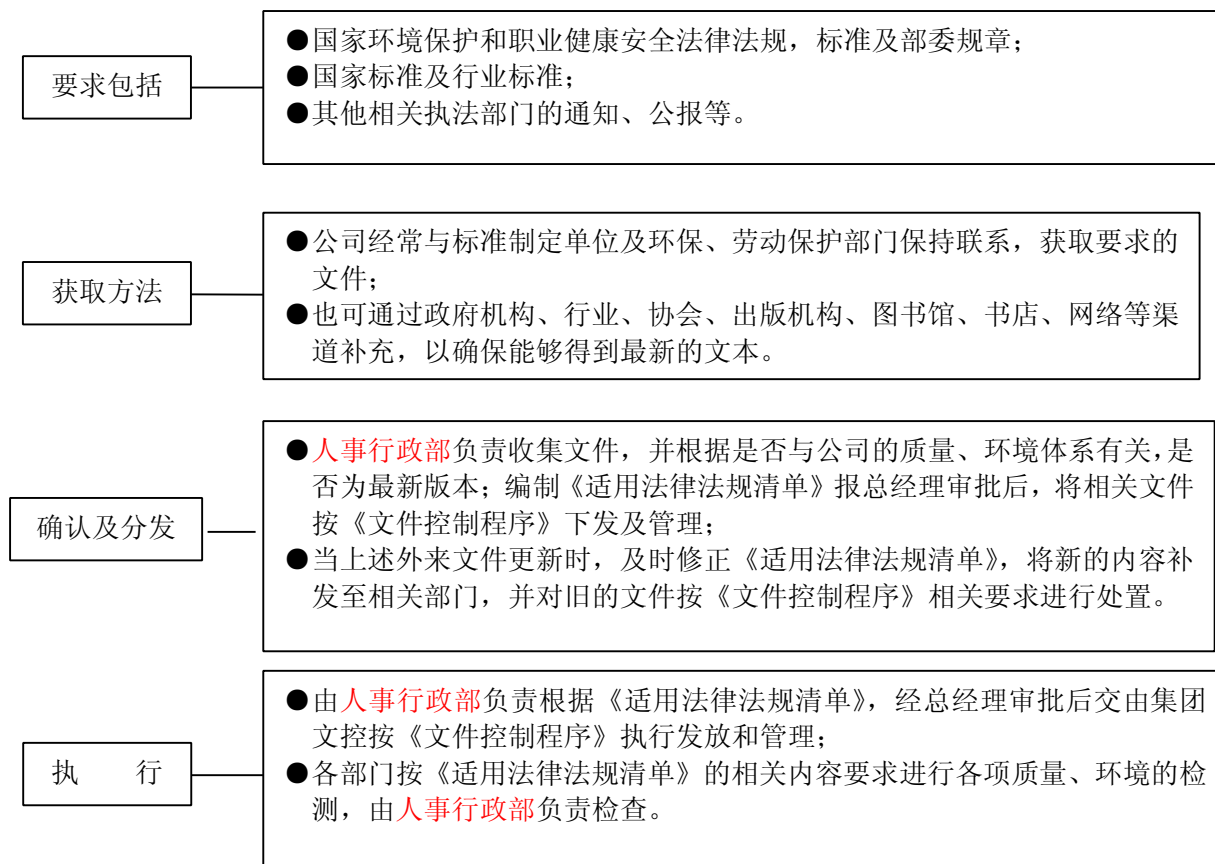 要求包括
●国家环境保护和职业健康安全法律法规，标准及部委规章；
●国家标准及行业标准；
●其他相关执法部门的通知、公报等。
获取方法
●公司经常与标准制定单位及环保、劳动保护部门保持联系，获取要求的
文件；
●也可通过政府机构、行业、协会、出版机构、图书馆、书店、网络等渠
道补充，以确保能够得到最新的文本。
确认及分发
●人事行政部负责收集文件，并根据是否与公司的质量、环境体系有关，是
否为最新版本；编制《适用法律法规清单》报总经理审批后，将相关文件
按《文件控制程序》下发及管理；
●当上述外来文件更新时，及时修正《适用法律法规清单》，将新的内容补
发至相关部门，并对旧的文件按《文件控制程序》相关要求进行处置。
执 行
●由人事行政部负责根据《适用法律法规清单》，经总经理审批后交由集团
文控按《文件控制程序》执行发放和管理；
●各部门按《适用法律法规清单》的相关内容要求进行各项质量、环境的检
测，由人事行政部负责检查。